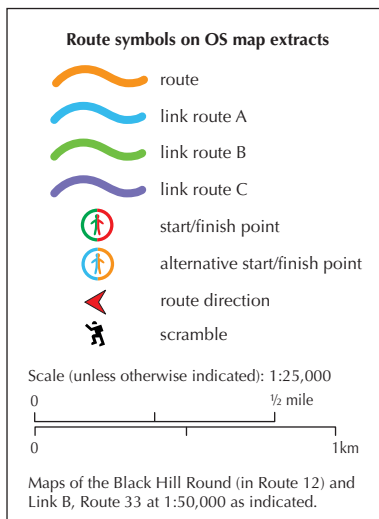 Route symbols on OS map extracts
route
link route A
link route B
link route C
start/finish point
alternative start/finish point
route direction
scramble
Scale (unless otherwise indicated): 1:25,000
0 ½ mile
0 1km
Maps of the Black Hill Round (in Route 12) and
Link B, Route 33 at 1:50,000 as indicated.